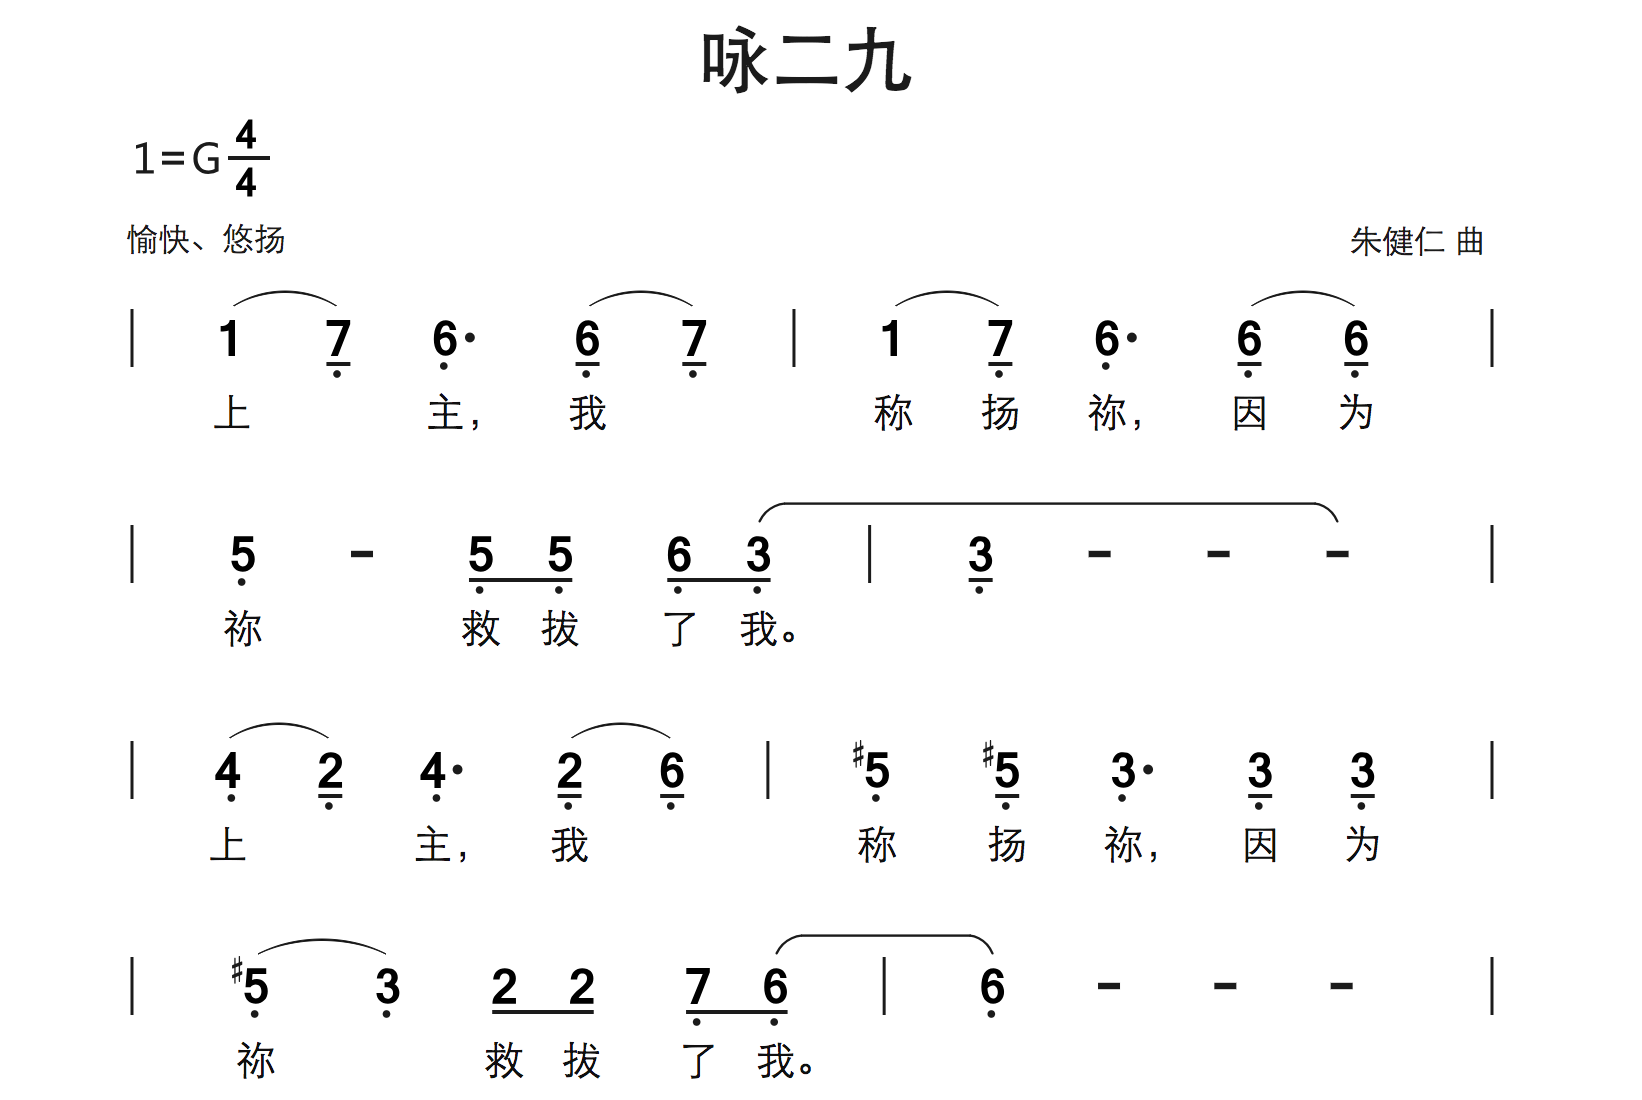 咏二九
1=G 4/4
愉快、悠扬 朱健仁 曲
| 1 7̣ 6̣· 6̣ 7̣ | 1 7̣ 6̣· 6̣ 6̣ |
上 主, 我 称 扬 祢, 因 为
| 5̣ - 5̣ 5̣ 6̣ 3̣ | 3̣ - - - |
祢 救 拔 了 我。
| 4̣ 2̣ 4̣· 2̣ 6̣ | ♯5̣ ♯5̣ 3̣· 3̣ 3̣ |
上 主, 我 称 扬 祢, 因 为
| ♯5̣ 3̣ 2 2 7̣ 6̣ | 6̣ - - - |
祢 救 拔 了 我。